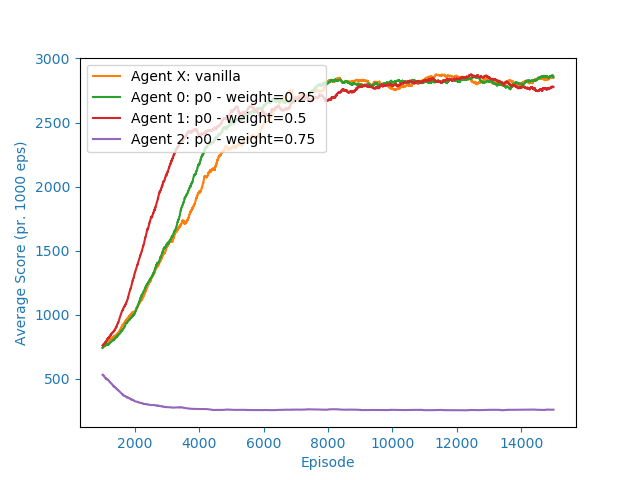 3000
2500
2000
1500
1000
500
Average Score (pr. 1000 eps)
Agent X: vanilla
Agent 0: p0 - weight=0.25
Agent 1: p0 - weight=0.5
Agent 2: p0 - weight=0.75
2000 4000 6000 8000 10000 12000 14000
Episode